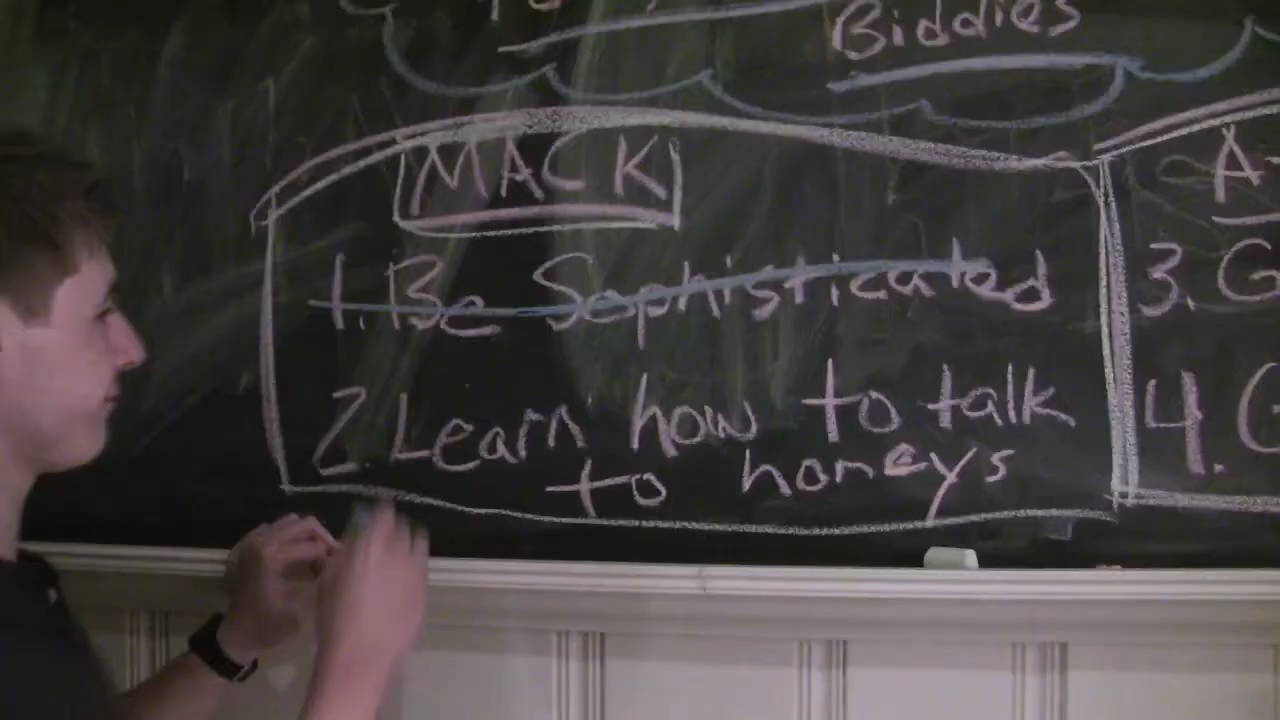 Biddies
MACK
1. Be Sophisticated
2. Learn how to talk
to honeys
A
3. G
4. G